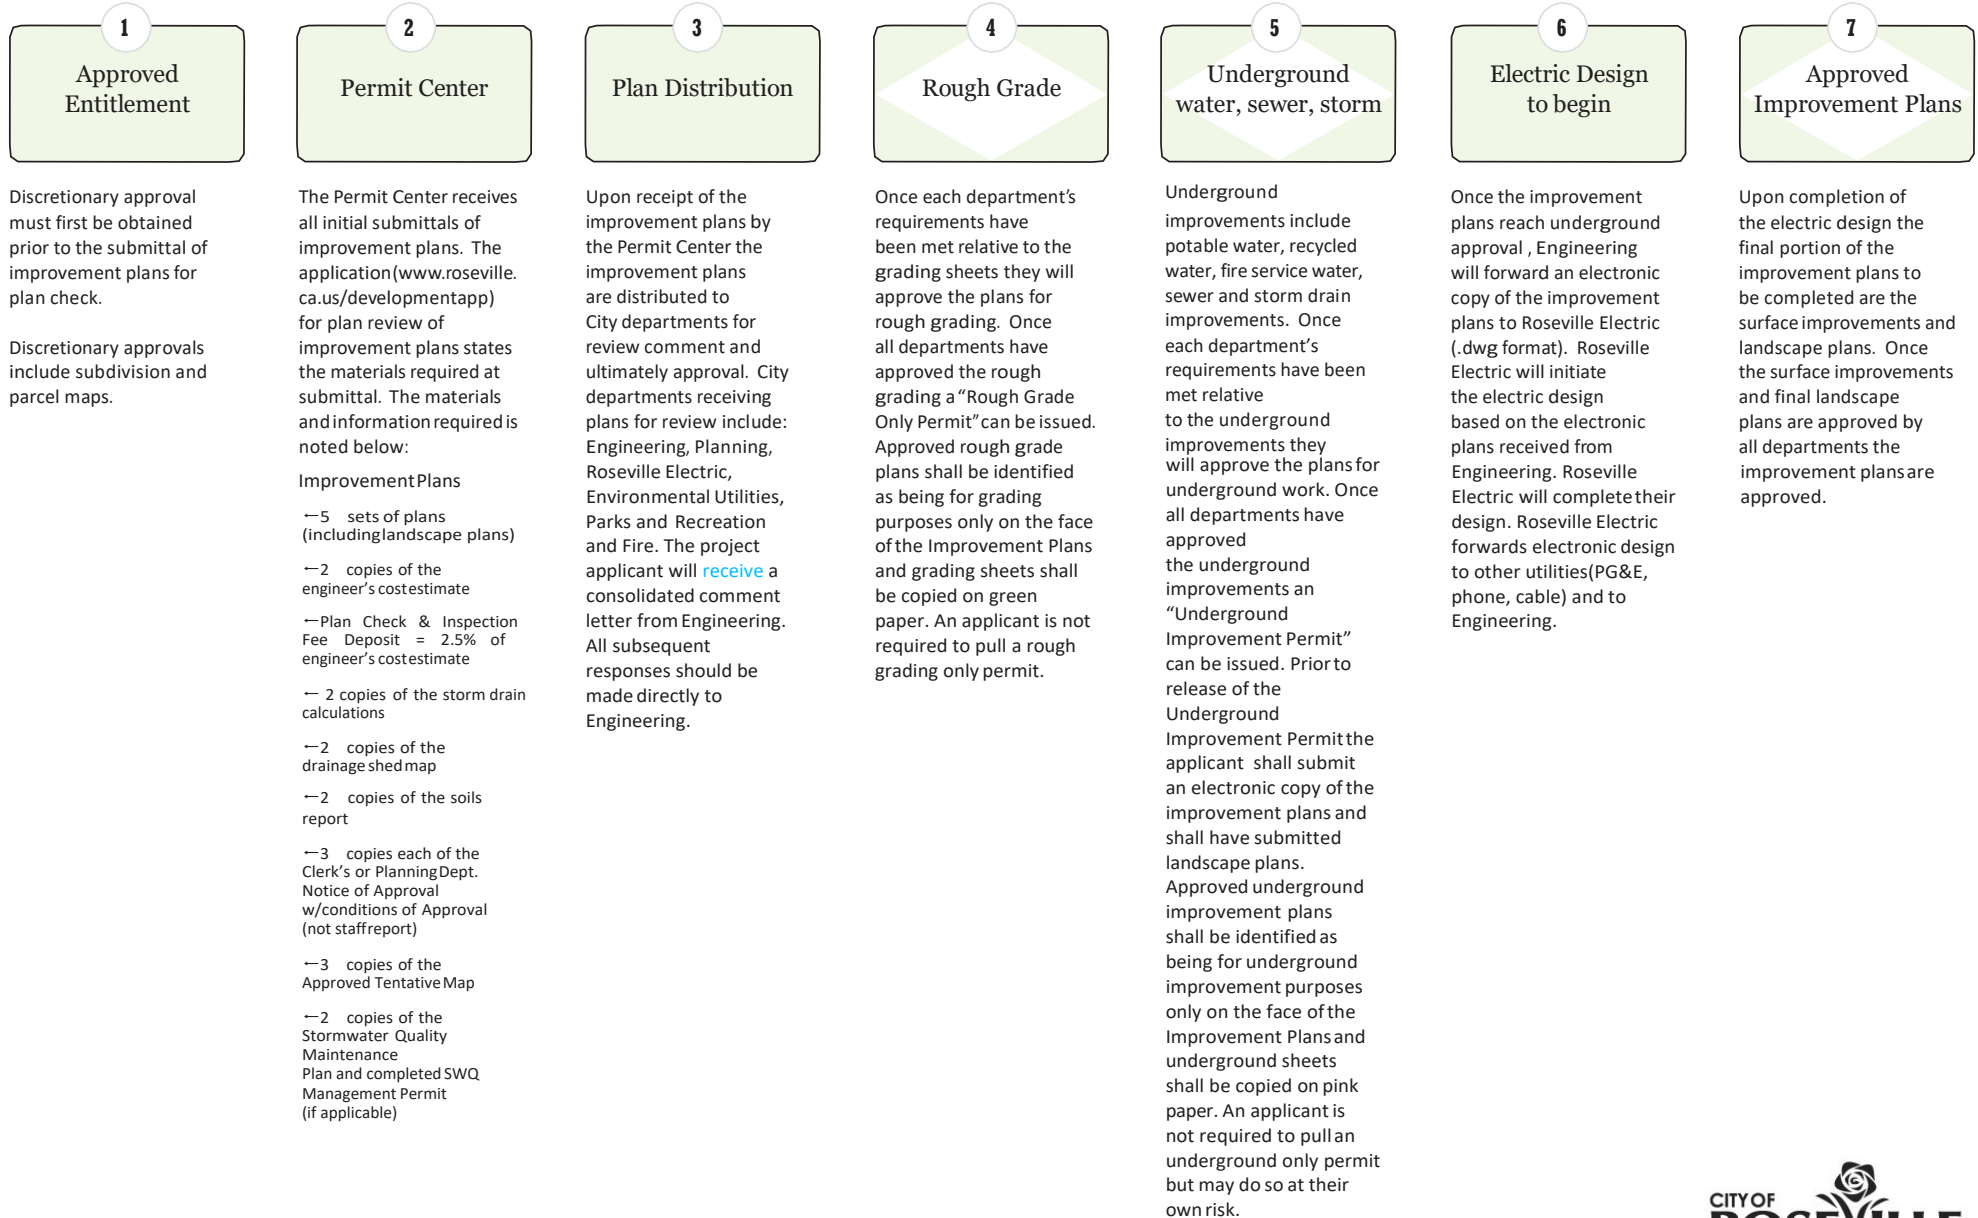 1
Approved
Entitlement
Discretionary approval
must first be obtained
prior to the submittal of
improvement plans for
plan check.
Discretionary approvals
include subdivision and
parcel maps.
2
Permit Center
The Permit Center receives
all initial submittals of
improvement plans. The
application (www.roseville.
ca.us/developmentapp)
for plan review of
improvement plans states
the materials required at
submittal. The materials
and information required is
noted below:
Improvement Plans
←5 sets of plans
(including landscape plans)
←2 copies of the
engineer's cost estimate
←Plan Check & Inspection
Fee Deposit = 2.5% of
engineer's cost estimate
← 2 copies of the storm drain
calculations
←2 copies of the
drainage shed map
←2 copies of the soils
report
←3 copies each of the
Clerk's or Planning Dept.
Notice of Approval
w/conditions of Approval
(not staff report)
←3 copies of the
Approved Tentative Map
←2 copies of the
Stormwater Quality
Maintenance
Plan and completed SWQ
Management Permit
(if applicable)
3
Plan Distribution
Upon receipt of the
improvement plans by
the Permit Center the
improvement plans
are distributed to
City departments for
review comment and
ultimately approval. City
departments receiving
plans for review include:
Engineering, Planning,
Roseville Electric,
Environmental Utilities,
Parks and Recreation
and Fire. The project
applicant will receive a
consolidated comment
letter from Engineering.
All subsequent
responses should be
made directly to
Engineering.
4
Rough Grade
Once each department's
requirements have
been met relative to the
grading sheets they will
approve the plans for
rough grading. Once
all departments have
approved the rough
grading a "Rough Grade
Only Permit" can be issued.
Approved rough grade
plans shall be identified
as being for grading
purposes only on the face
of the Improvement Plans
and grading sheets shall
be copied on green
paper. An applicant is not
required to pull a rough
grading only permit.
5
Underground
water, sewer, storm
Underground
improvements include
potable water, recycled
water, fire service water,
sewer and storm drain
improvements. Once
each department's
requirements have been
met relative
to the underground
improvements they
will approve the plans for
underground work. Once
all departments have
approved
the underground
improvements an
"Underground
Improvement Permit"
can be issued. Prior to
release of the
Underground
Improvement Permit the
applicant shall submit
an electronic copy of the
improvement plans and
shall have submitted
landscape plans.
Approved underground
improvement plans
shall be identified as
being for underground
improvement purposes
only on the face of the
Improvement Plans and
underground sheets
shall be copied on pink
paper. An applicant is
not required to pull an
underground only permit
but may do so at their
own risk.
6
Electric Design
to begin
Once the improvement
plans reach underground
approval , Engineering
will forward an electronic
copy of the improvement
plans to Roseville Electric
(.dwg format). Roseville
Electric will initiate
the electric design
based on the electronic
plans received from
Engineering. Roseville
Electric will complete their
design. Roseville Electric
forwards electronic design
to other utilities(PG&E,
phone, cable) and to
Engineering.
7
Approved
Improvement Plans
Upon completion of
the electric design the
final portion of the
improvement plans to
be completed are the
surface improvements and
landscape plans. Once
the surface improvements
and final landscape
plans are approved by
all departments the
improvement plans are
approved.
CITY OF
ROSEVILLE